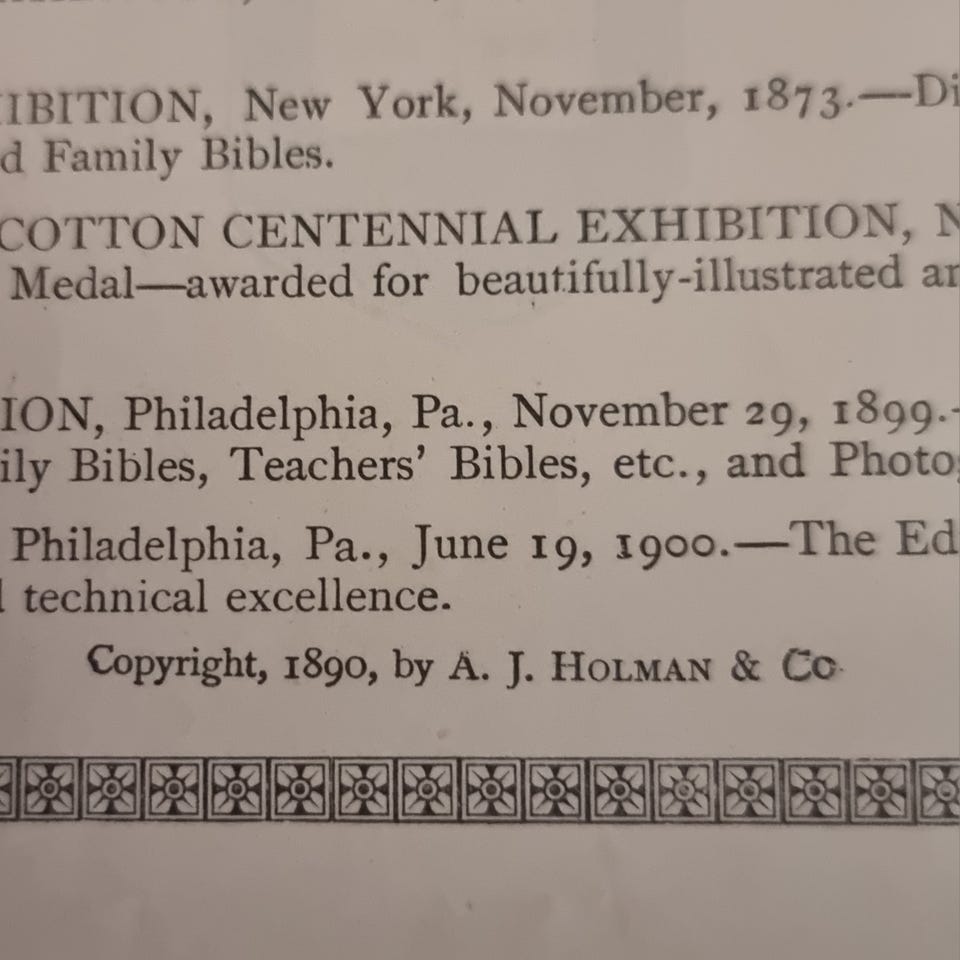 IBITION, New York, November, 1873.—Di
d Family Bibles.
COTTON CENTENNIAL EXHIBITION, N
Medal—awarded for beautifully-illustrated an
ION, Philadelphia, Pa., November 29, 1899.-
ily Bibles, Teachers' Bibles, etc., and Photo
Philadelphia, Pa., June 19, 1900.—The Ed
technical excellence.
Copyright, 1890, by A. J. HOLMAN & Co.